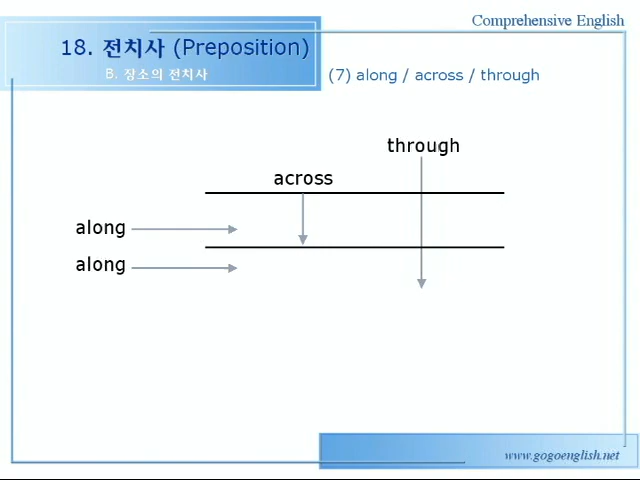 Comprehensive English
18. 전치사 (Preposition)
B. 장소의 전치사
(7) along / across / through
through
across
along
along
www.gogoenglish.net